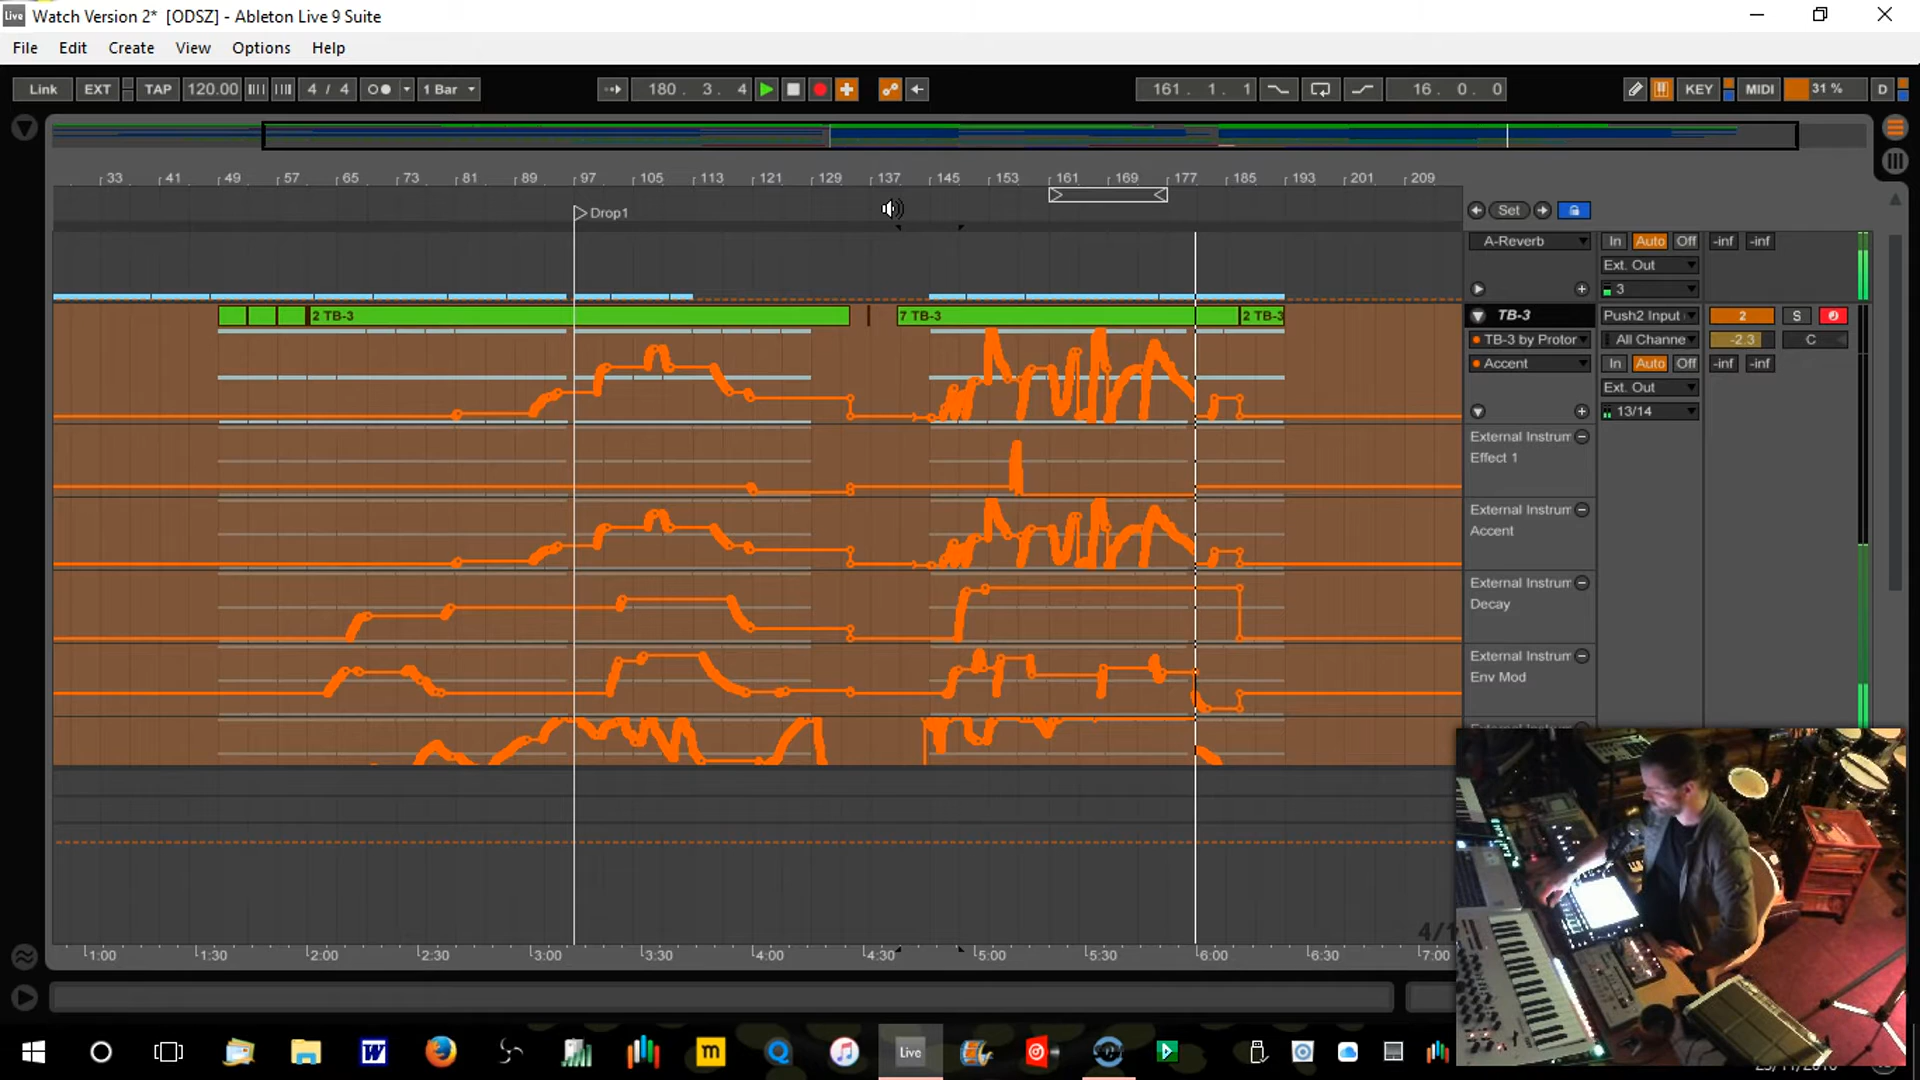 Live Watch Version 2* [ODSZ] - Ableton Live 9 Suite
File Edit Create View Options Help
Link EXT TAP 120.00 4 / 4 1 Bar 180. 3. 4 161. 1. 1 16. 0. 0 KEY MIDI 31 % D
33 41 49 57 65 73 81 89 97 105 113 121 129 137 145 153 161 169 177 185 193 201 209
Drop1
Set
A-Reverb In Auto Off -inf -inf
Ext. Out
3
2 TB-3 7 TB-3 2 TB-3 TB-3 Push2 Input 2 S
TB-3 by Protor All Channe -2.3 C
Accent In Auto Off -inf -inf
Ext. Out
13/14
External Instrum
Effect 1
External Instrum
Accent
External Instrum
Decay
External Instrum
Env Mod
4/1
1:00 1:30 2:00 2:30 3:00 3:30 4:00 4:30 5:00 5:30 6:00 6:30 7:00
W m Live